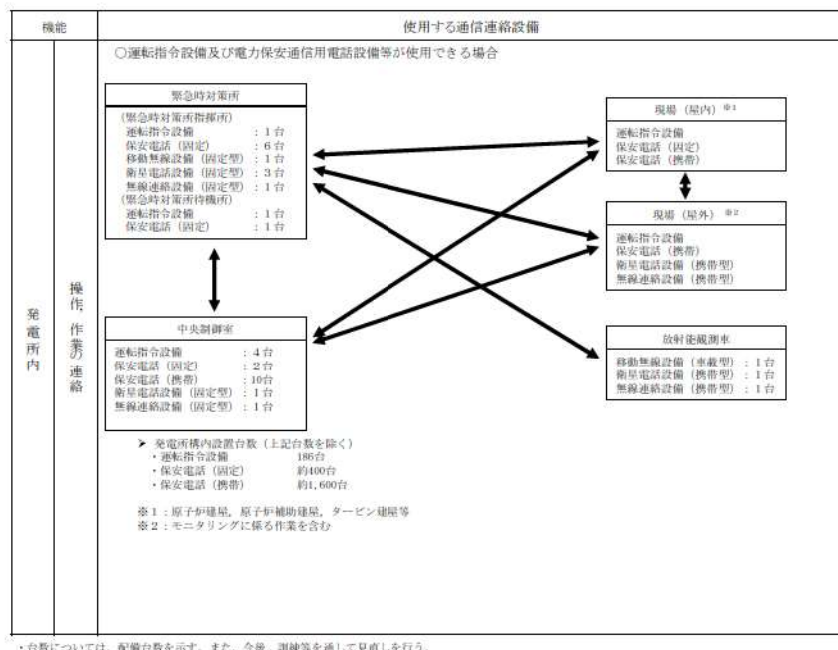 機能
使用する通信連絡設備
発電所内
操作，作業の連絡
○運転指令設備及び電力保安通信用電話設備等が使用できる場合
緊急時対策所
(緊急時対策所指揮所)
運転指令設備 : 1台
保安電話 (固定) : 6台
移動無線設備 (固定型) : 1台
衛星電話設備 (固定型) : 3台
無線連絡設備 (固定型) : 1台
(緊急時対策所待機所)
運転指令設備 : 1台
保安電話 (固定) : 1台
現場 (屋内) ※1
運転指令設備
保安電話 (固定)
保安電話 (携帯)
現場 (屋外) ※2
運転指令設備
保安電話 (携帯)
衛星電話設備 (携帯型)
無線連絡設備 (携帯型)
中央制御室
運転指令設備 : 4台
保安電話 (固定) : 2台
保安電話 (携帯) : 10台
衛星電話設備 (固定型) : 1台
無線連絡設備 (固定型) : 1台
放射能観測車
移動無線設備 (車載型) : 1台
衛星電話設備 (携帯型) : 1台
無線連絡設備 (携帯型) : 1台
➤ 発電所構内設置台数 (上記台数を除く)
・運転指令設備 186台
・保安電話 (固定) 約400台
・保安電話 (携帯) 約1,600台
※1：原子炉建屋，原子炉補助建屋，タービン建屋等
※2：モニタリングに係る作業を含む
・台数については，配備台数を示す。また，今後，訓練等を通して見直しを行う。